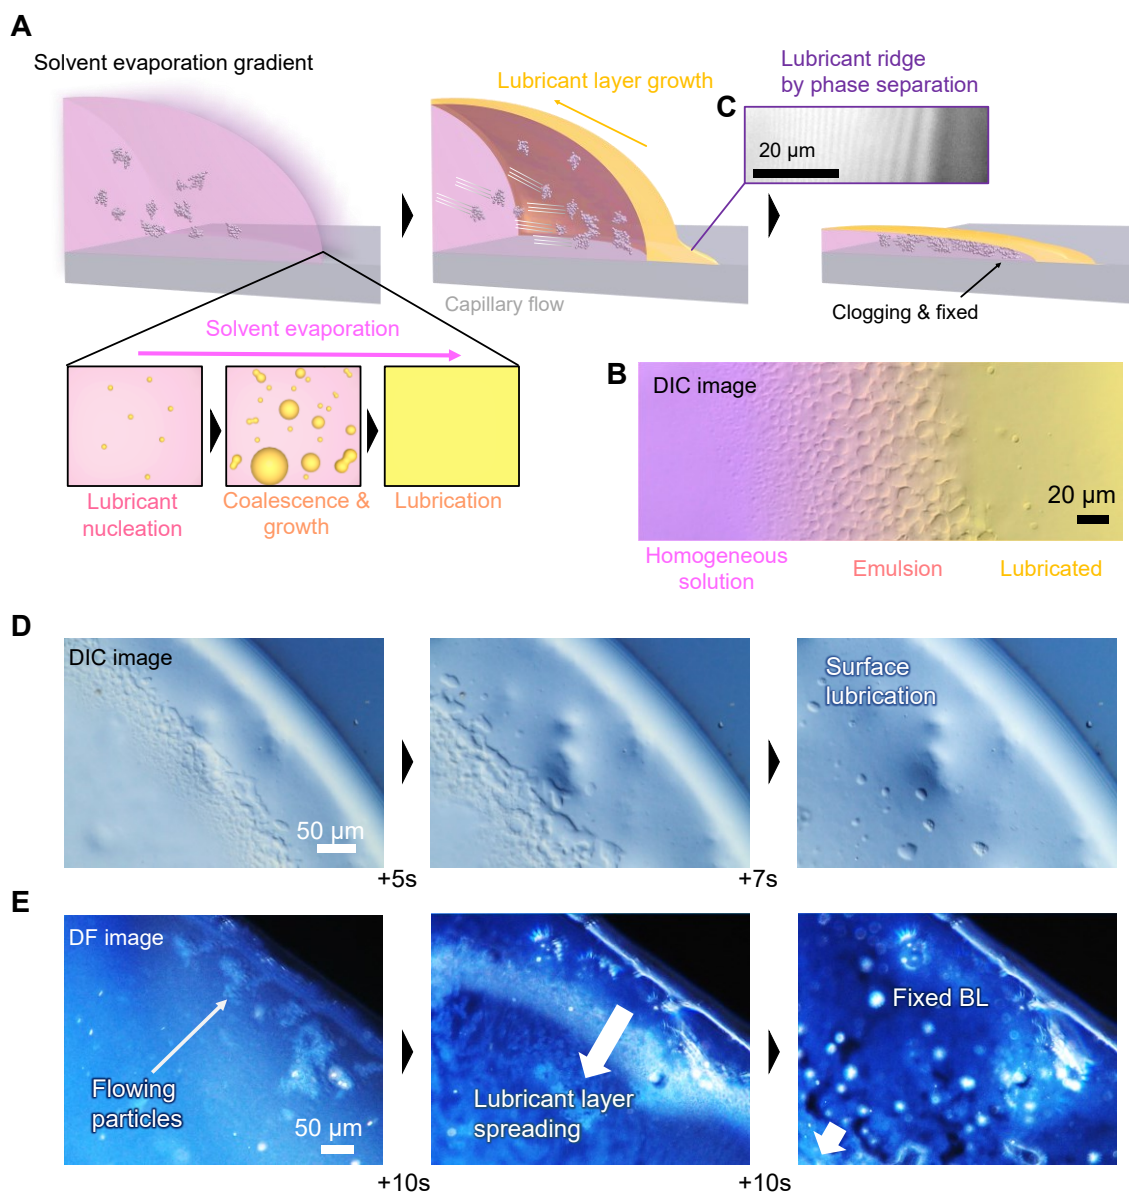 A
Solvent evaporation gradient
Lubricant layer growth
Lubricant ridge
by phase separation
C
20 μm
Capillary flow
Clogging & fixed
Solvent evaporation
Lubricant
nucleation
Coalescence &
growth
Lubrication
B
DIC image
20 μm
Homogeneous
solution
Emulsion
Lubricated
D
DIC image
50 μm
+5s
+7s
Surface
lubrication
E
DF image
Flowing
particles
50 μm
+10s
Lubricant layer
spreading
+10s
Fixed BL